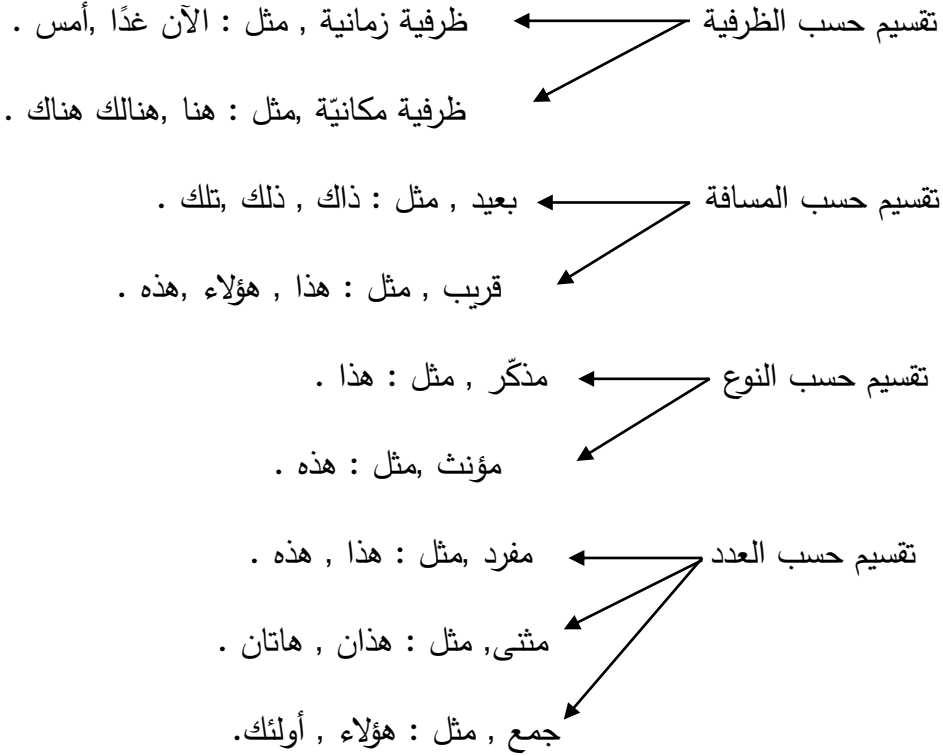 تقسيم حسب الظرفية ظرفية زمانية , مثل : الآن غدًا ,أمس .
ظرفية مكانيّة ,مثل : هنا ,هنالك هناك .
تقسيم حسب المسافة بعيد , مثل : ذاك , ذلك ,تلك .
قريب , مثل : هذا , هؤلاء ,هذه .
تقسيم حسب النوع مذكّر , مثل : هذا .
مؤنث ,مثل : هذه .
تقسيم حسب العدد مفرد ,مثل : هذا , هذه .
مثنى, مثل : هذان , هاتان .
جمع , مثل : هؤلاء , أولئك.